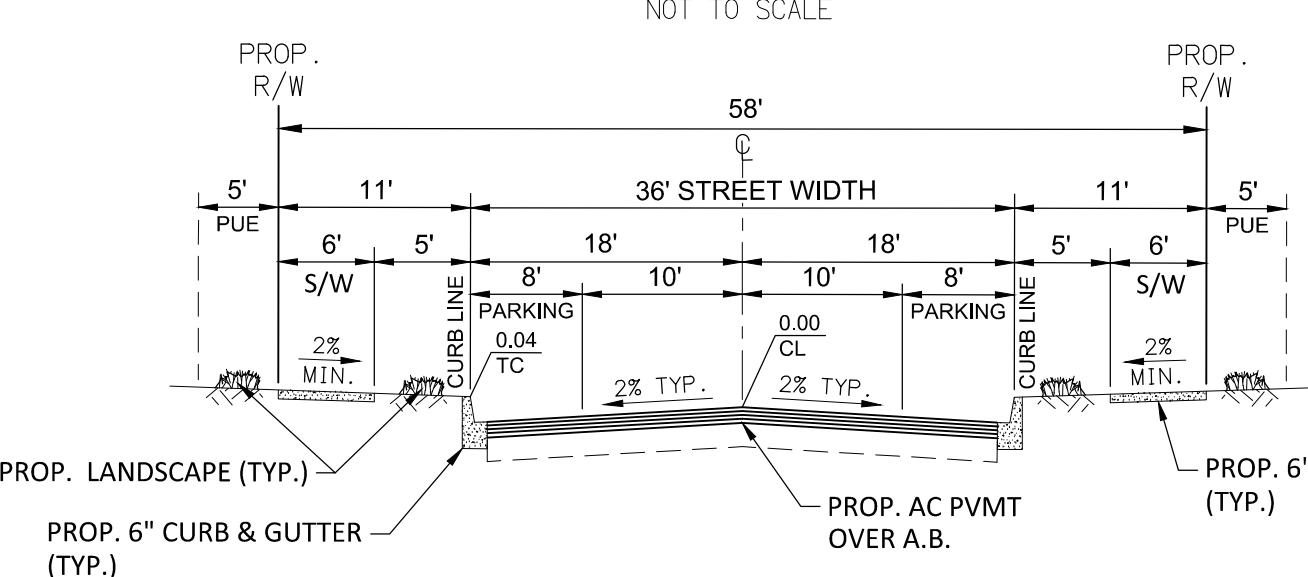 NOT TO SCALE
PROP.
R/W
PROP.
R/W
58'
CL
5'
PUE
11'
36' STREET WIDTH
11'
5'
PUE
6'
S/W
5'
18'
18'
5'
6'
S/W
8'
PARKING
10'
10'
8'
PARKING
CURB LINE
CURB LINE
2%
MIN.
0.04
TC
0.00
CL
2%
MIN.
2% TYP.
2% TYP.
PROP. LANDSCAPE (TYP.)
PROP. 6" CURB & GUTTER
(TYP.)
PROP. AC PVMT
OVER A.B.
PROP. 6'
(TYP.)